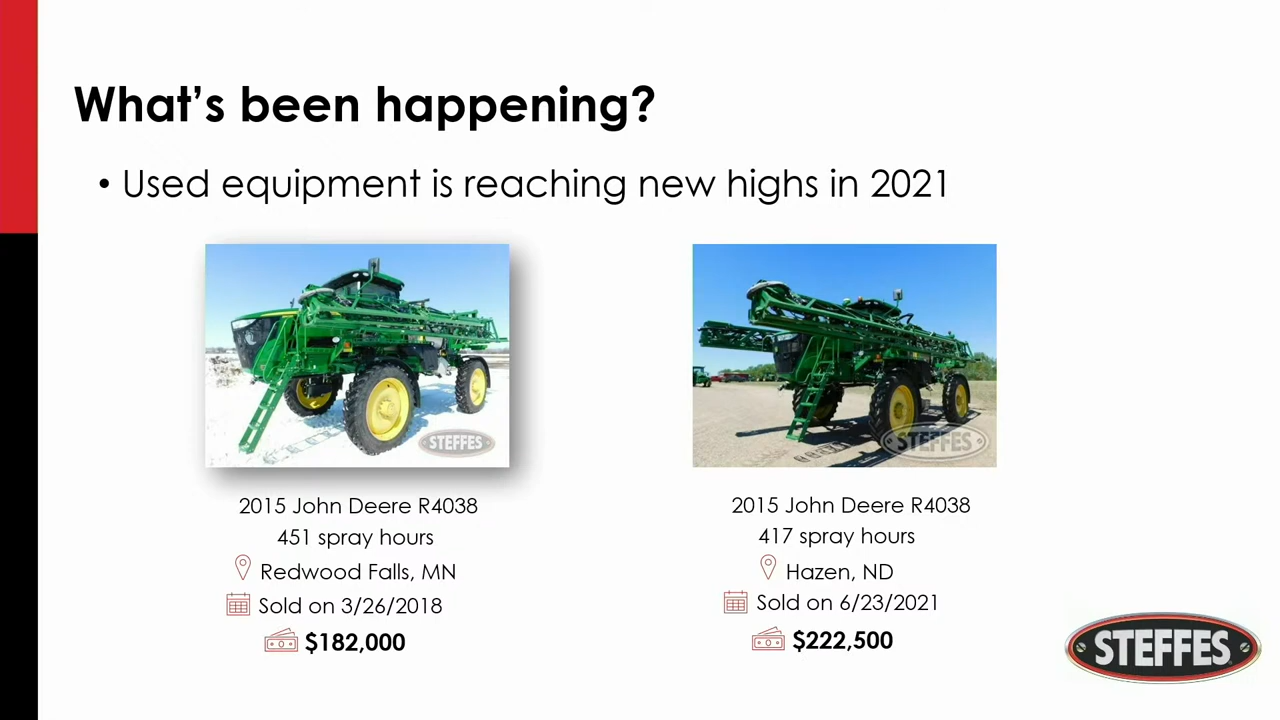 What's been happening?
• Used equipment is reaching new highs in 2021
STEFFES
2015 John Deere R4038
451 spray hours
Redwood Falls, MN
Sold on 3/26/2018
$182,000
STEFFES
2015 John Deere R4038
417 spray hours
Hazen, ND
Sold on 6/23/2021
$222,500
STEFFES